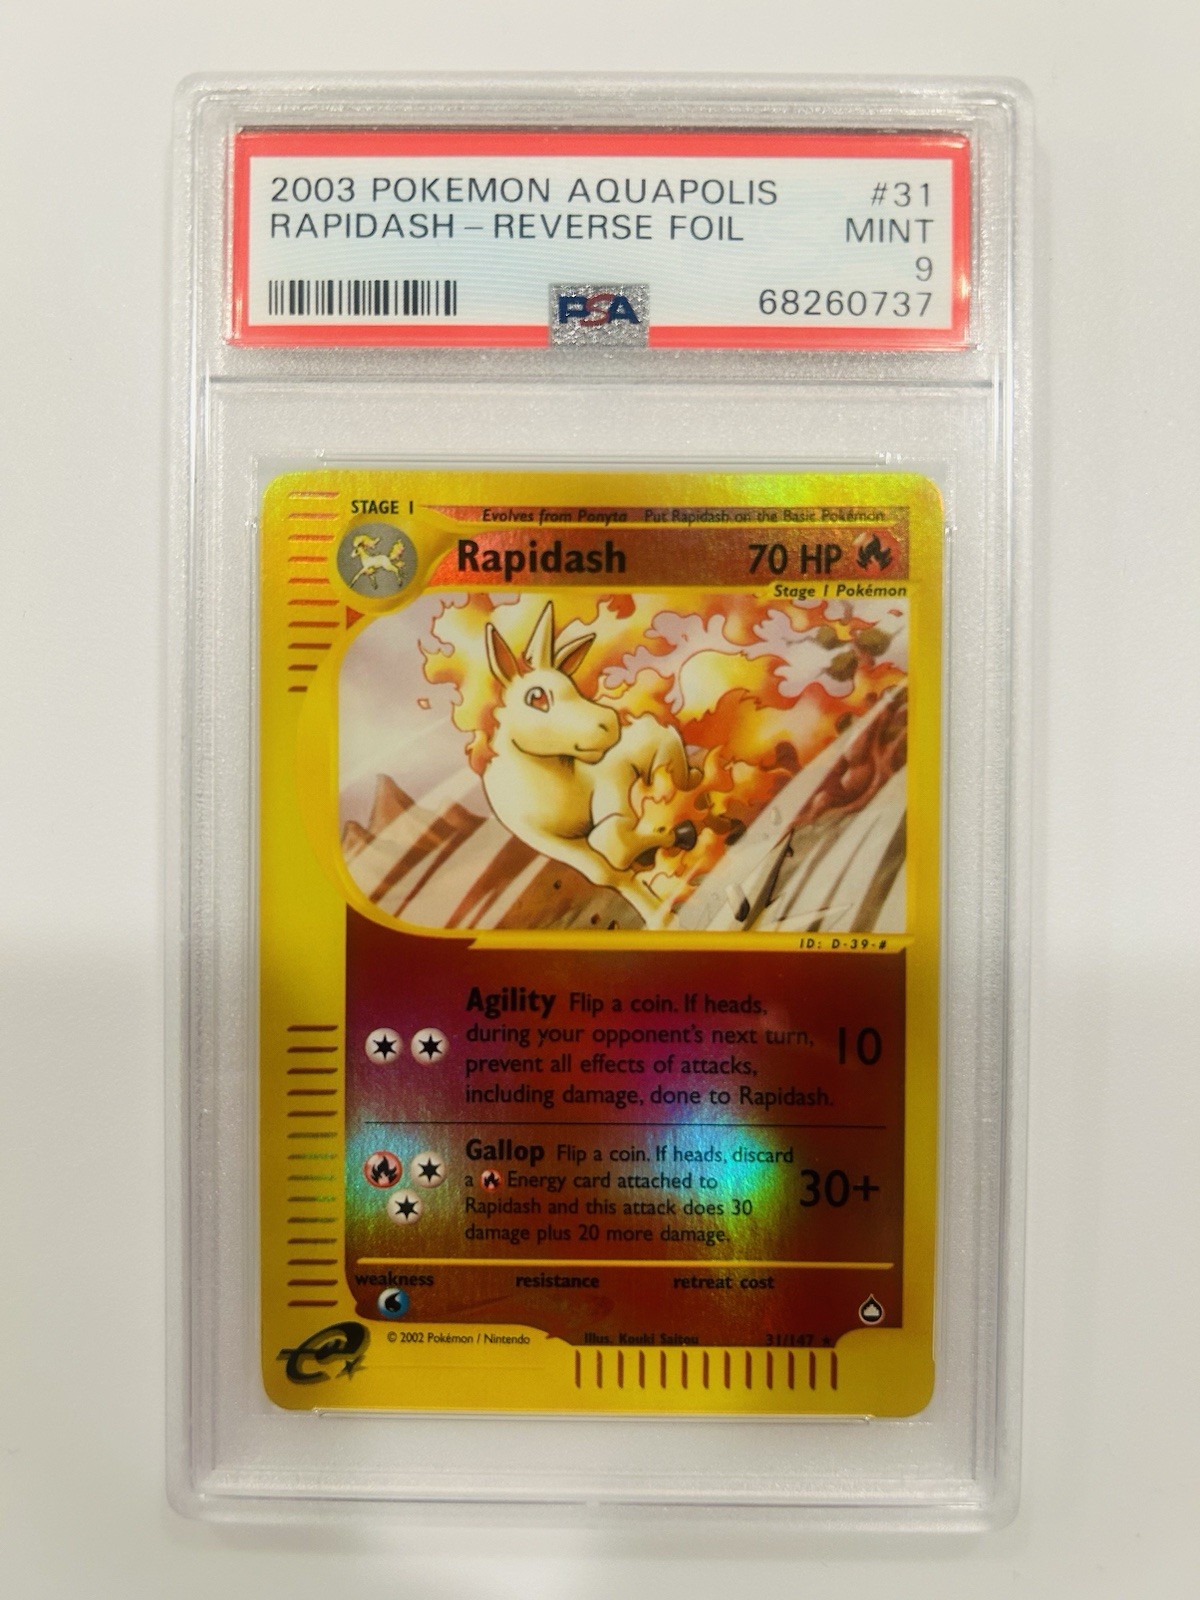 2003 POKEMON AQUAPOLIS #31
RAPIDASH - REVERSE FOIL MINT
9
PSA 68260737
STAGE 1 Evolves from Ponyta Put Rapidash on the Basic Pokémon
Rapidash 70 HP
Stage 1 Pokémon
ID: D-39-#
Agility Flip a coin. If heads,
during your opponent's next turn, 10
prevent all effects of attacks,
including damage, done to Rapidash.
Gallop Flip a coin. If heads, discard
a Energy card attached to 30+
Rapidash and this attack does 30
damage plus 20 more damage.
weakness resistance retreat cost
e
© 2002 Pokémon / Nintendo Illus. Kouki Saitou 31/147 ★